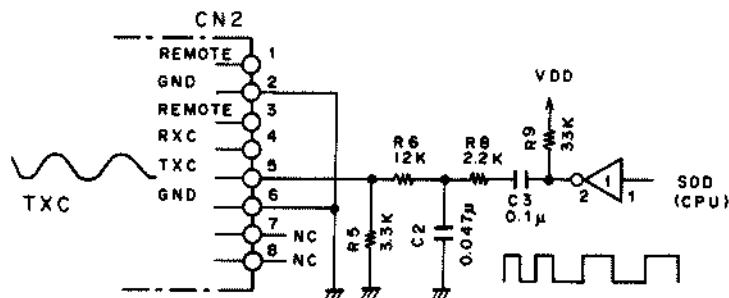 CN2
REMOTE 1
GND 2
REMOTE 3
RXC 4
TXC 5
GND 6
7 NC
8 NC
TXC
R6
12K
R8
2.2K
R5
3.3K
C2
0.047μ
C3
0.1μ
VDD
R9
33K
2 1 1
SOD
(CPU)